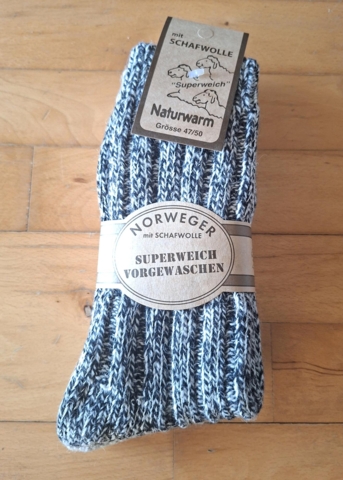 mit
SCHAFWOLLE
"Superweich"
Naturwarm
Grösse 47/50
NORWEGER
mit SCHAFWOLLE
SUPERWEICH
VORGEWASCHEN